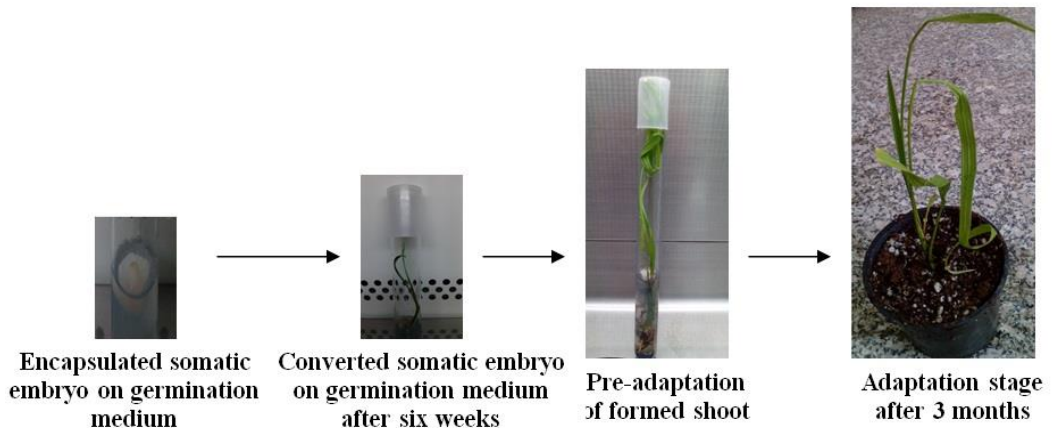 Encapsulated somatic
embryo on germination
medium
Converted somatic embryo
on germination medium
after six weeks
Pre-adaptation
of formed shoot
Adaptation stage
after 3 months